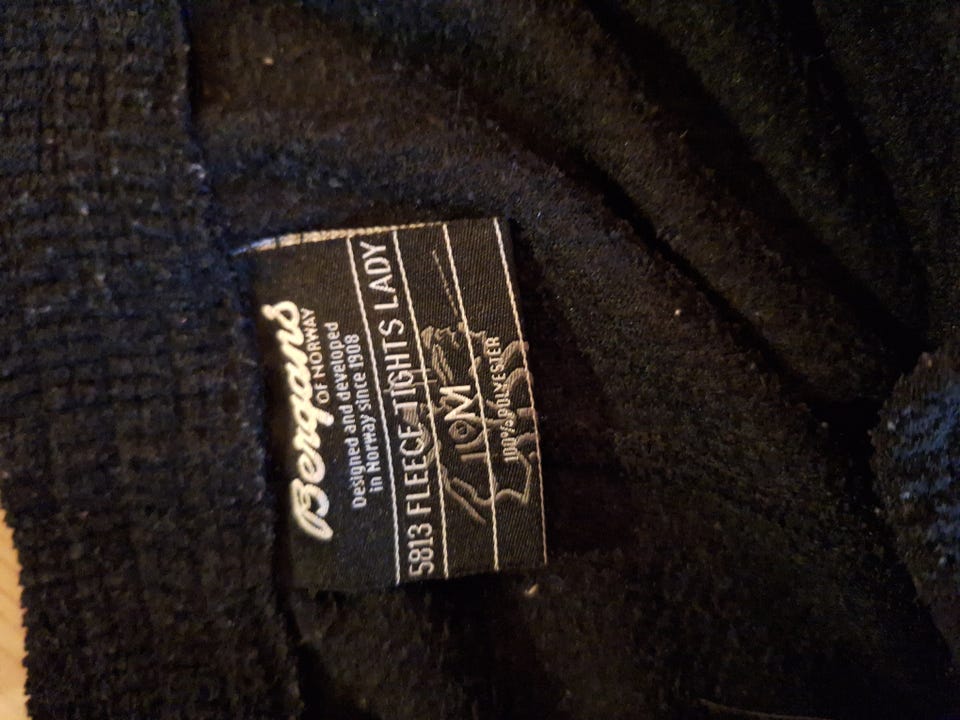 Bergans
OF NORWAY
Designed and developed
in Norway since 1908
5813 FLEECE TIGHTS LADY
M
100% POLYESTER